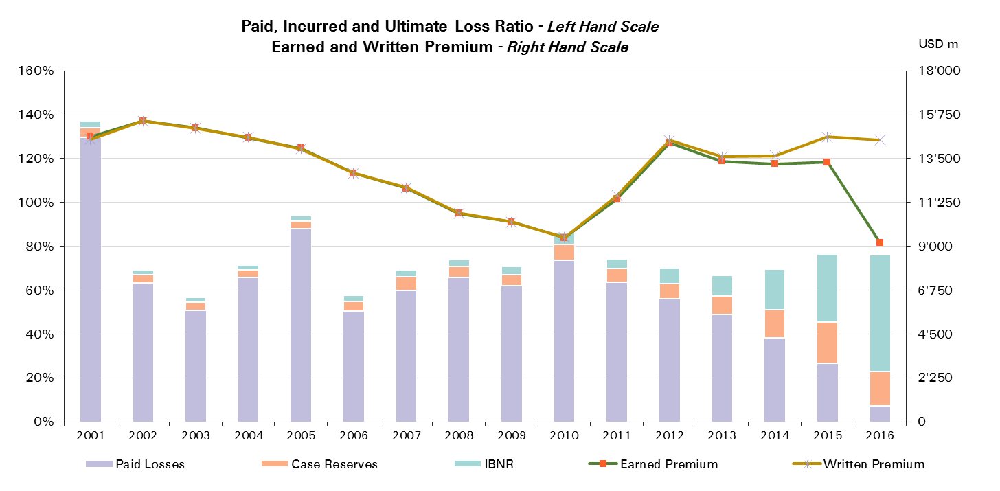 Paid, Incurred and Ultimate Loss Ratio - Left Hand Scale
Earned and Written Premium - Right Hand Scale
USD m
160% 18'000
140% 15'750
120% 13'500
100% 11'250
80% 9'000
60% 6'750
40% 4'500
20% 2'250
0% 0
2001 2002 2003 2004 2005 2006 2007 2008 2009 2010 2011 2012 2013 2014 2015 2016
Paid Losses Case Reserves IBNR Earned Premium Written Premium